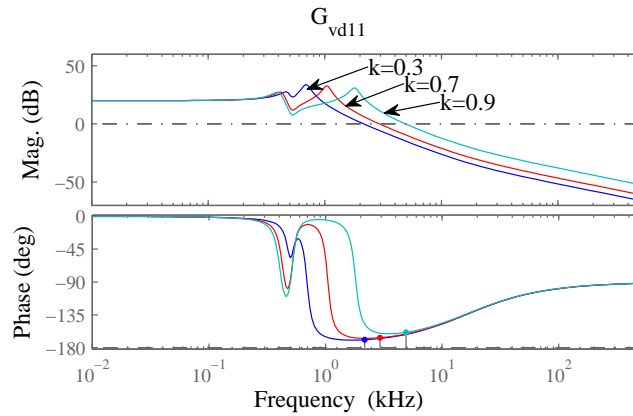 G_vd11
50
0
−50
Mag. (dB)
k=0.3
k=0.7
k=0.9
0
−45
−90
−135
−180
Phase (deg)
10^−2
10^−1
10^0
10^1
10^2
Frequency (kHz)